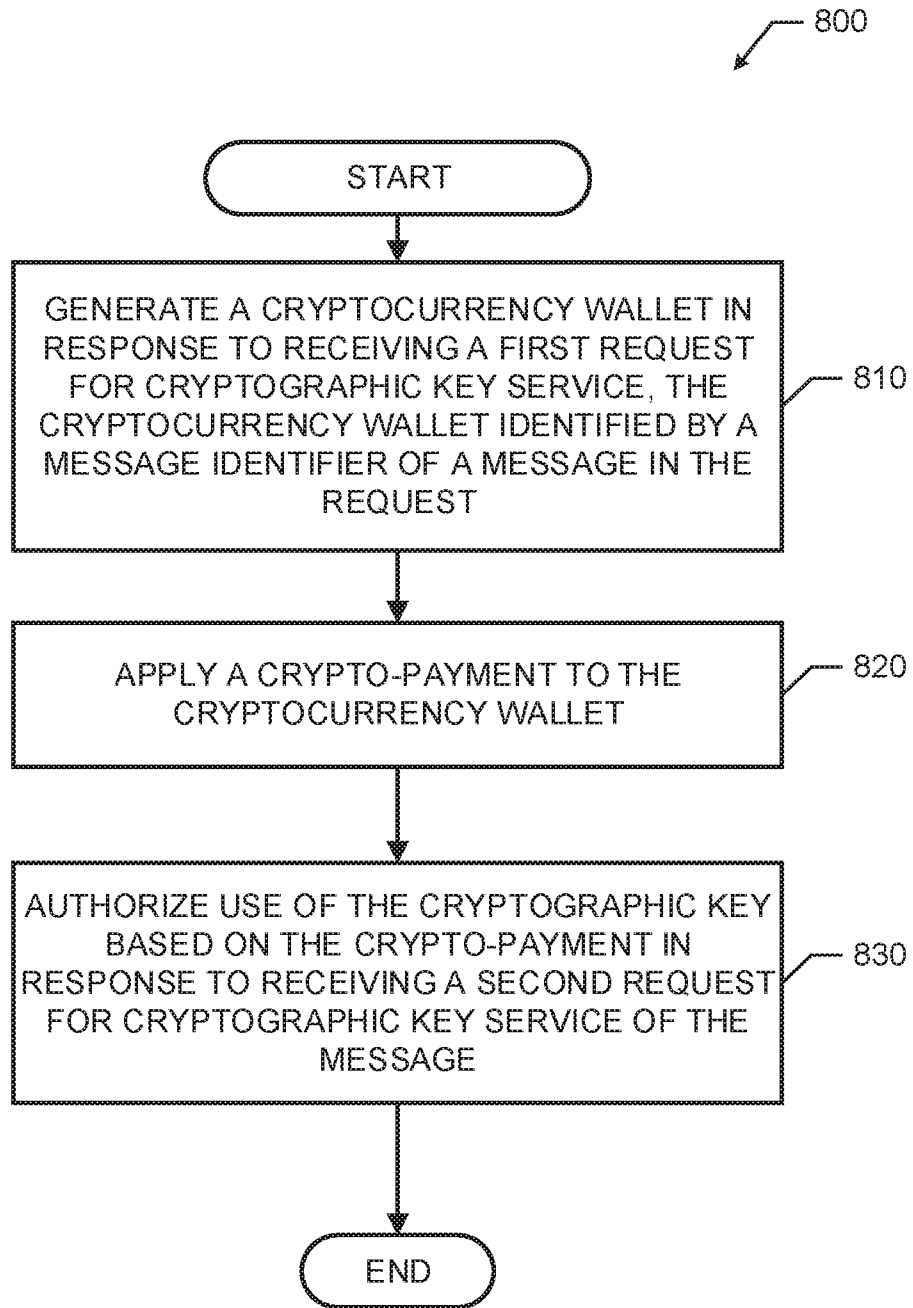 800
START
GENERATE A CRYPTOCURRENCY WALLET IN
RESPONSE TO RECEIVING A FIRST REQUEST
FOR CRYPTOGRAPHIC KEY SERVICE, THE
CRYPTOCURRENCY WALLET IDENTIFIED BY A
MESSAGE IDENTIFIER OF A MESSAGE IN THE
REQUEST
810
APPLY A CRYPTO-PAYMENT TO THE
CRYPTOCURRENCY WALLET
820
AUTHORIZE USE OF THE CRYPTOGRAPHIC KEY
BASED ON THE CRYPTO-PAYMENT IN
RESPONSE TO RECEIVING A SECOND REQUEST
FOR CRYPTOGRAPHIC KEY SERVICE OF THE
MESSAGE
830
END